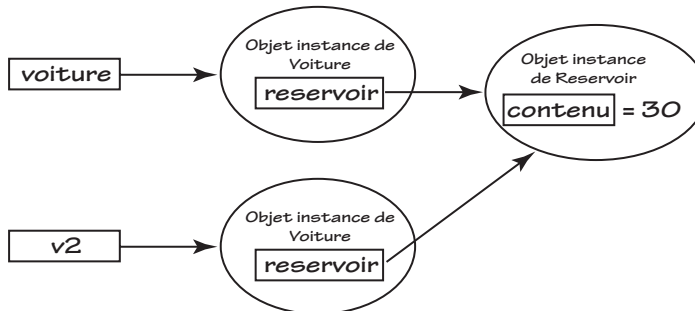 voiture
Objet instance de
Voiture
reservoir
Objet instance
de Reservoir
contenu = 30
v2
Objet instance de
Voiture
reservoir